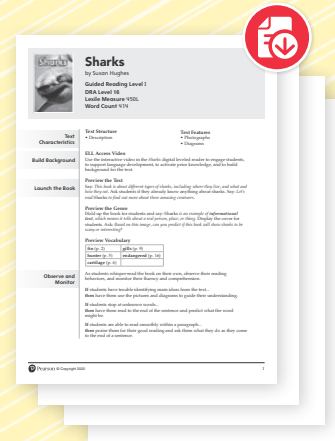 Sharks
Sharks
by Susan Hughes
Guided Reading Level I
DRA Level 16
Lexile Measure 450L
Word Count 414
Text
Characteristics
Text Structure
• Description
Text Features
• Photographs
• Diagrams
Build Background
ELL Access Video
Use the interactive video in the Sharks digital leveled reader to engage students,
to support language development, to activate prior knowledge, and to build
background for the text.
Launch the Book
Preview the Text
Say: This book is about different types of sharks, including where they live, and what and
how they eat. Ask students if they already know anything about sharks. Say: Let's
read Sharks to find out more about these amazing creatures.
Preview the Genre
Hold up the book for students and say: Sharks is an example of informational
text, which means it tells about a real person, place, or thing. Display the cover for
students. Ask: Based on this image, can you predict if this book will show sharks to be
scary or interesting?
Preview Vocabulary
fin (p. 2) gills (p. 9)
hunter (p. 5) endangered (p. 16)
cartilage (p. 6)
Observe and
Monitor
As students whisper-read the book on their own, observe their reading
behaviors, and monitor their fluency and comprehension.
If students have trouble identifying main ideas from the text...
then have them use the pictures and diagrams to guide their understanding.
If students stop at unknown words...
then have them read to the end of the sentence and predict what the word
might be.
If students are able to read smoothly within a paragraph...
then praise them for their good reading and ask them what they do as they come
to the end of a sentence.
Pearson © Copyright 2020
1